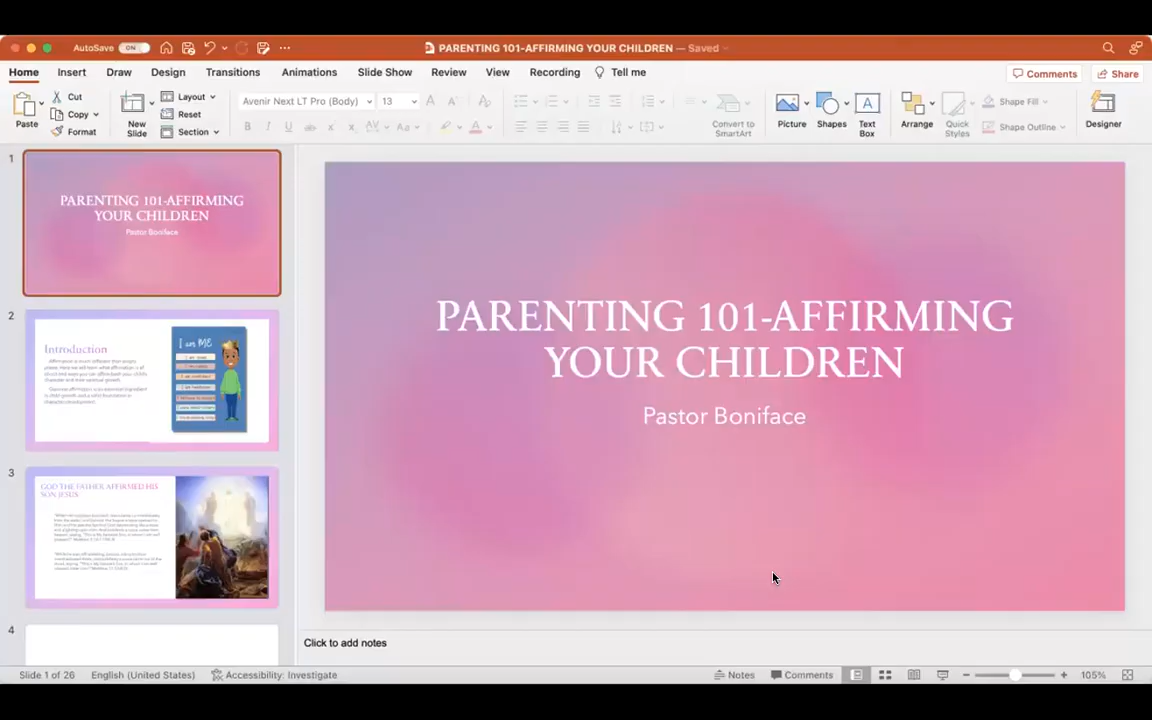 AutoSave ON
PARENTING 101-AFFIRMING YOUR CHILDREN — Saved
Home Insert Draw Design Transitions Animations Slide Show Review View Recording Tell me
Comments Share
Paste
Cut
Copy
Format
New
Slide
Layout
Reset
Section
Avenir Next LT Pro (Body) 13
Convert to
SmartArt
Picture
Shapes
Text
Box
Arrange
Quick
Styles
Shape Fill
Shape Outline
Designer
1
PARENTING 101-AFFIRMING
YOUR CHILDREN
Pastor Boniface
2
Introduction
I am ME
3
GOD THE FATHER AFFIRMED HIS
SON JESUS
4
PARENTING 101-AFFIRMING
YOUR CHILDREN
Pastor Boniface
Click to add notes
Slide 1 of 26 English (United States) Accessibility: Investigate
Notes Comments 105%